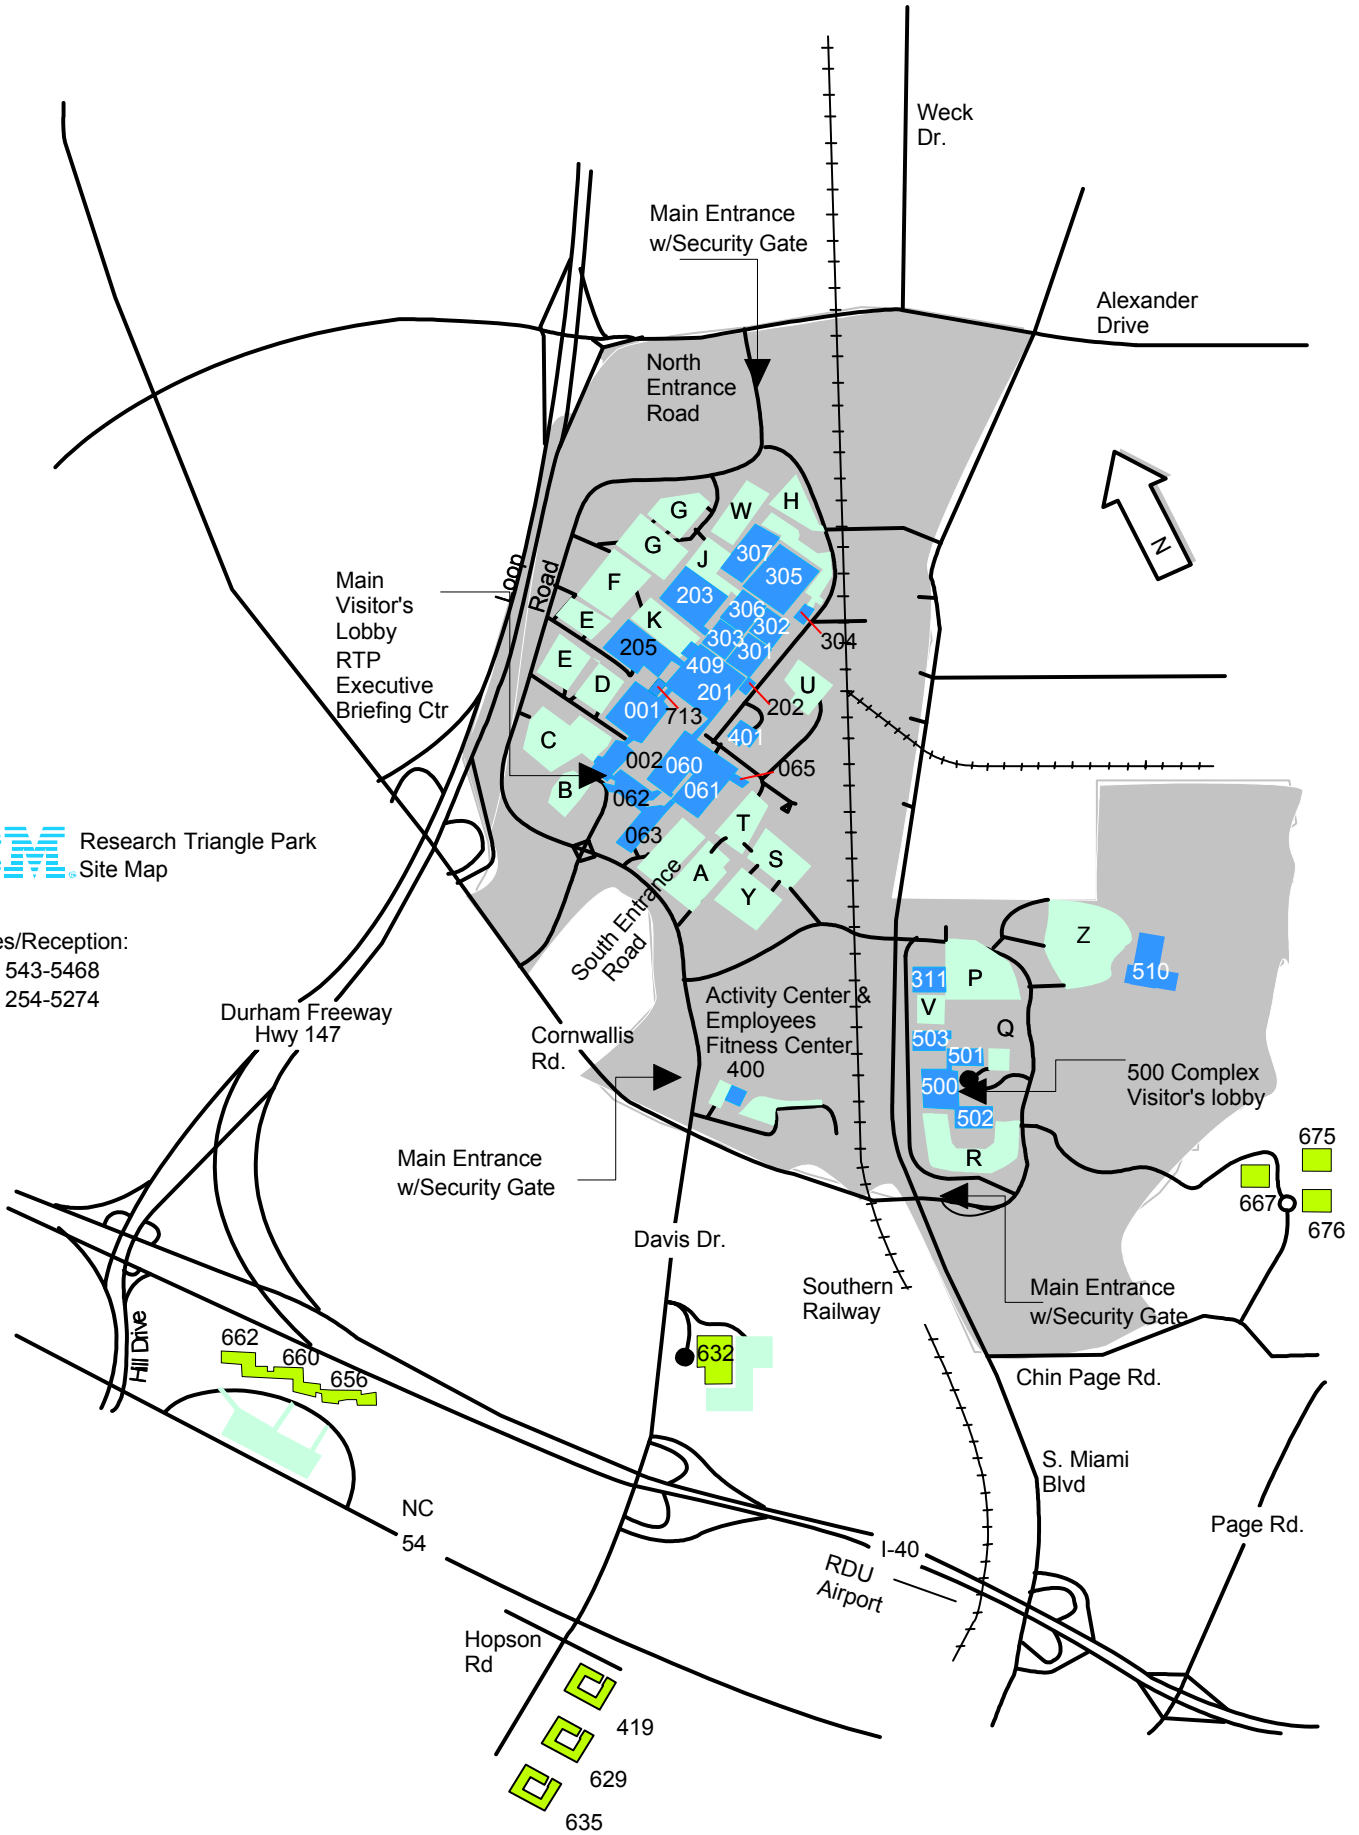 Weck
Dr.
Main Entrance
w/Security Gate
Alexander
Drive
North
Entrance
Road
N
Loop
Road
Main
Visitor's
Lobby
RTP
Executive
Briefing Ctr
G
W
H
G
J
307
305
F
203
306
E
K
302
303
304
205
301
409
E
D
201
U
001
713
202
401
C
002
060
065
B
061
062
063
T
S
A
Y
Research Triangle Park
Site Map
es/Reception:
543-5468
254-5274
South Entrance
Road
Z
510
P
311
V
Q
503
501
500
502
R
500 Complex
Visitor's lobby
Activity Center &
Employees
Fitness Center
400
Durham Freeway
Hwy 147
Cornwallis
Rd.
Main Entrance
w/Security Gate
675
667
676
Davis Dr.
Southern
Railway
Main Entrance
w/Security Gate
Hill Drive
662
660
656
632
Chin Page Rd.
S. Miami
Blvd
NC
54
Page Rd.
I-40
RDU
Airport
Hopson
Rd
419
629
635